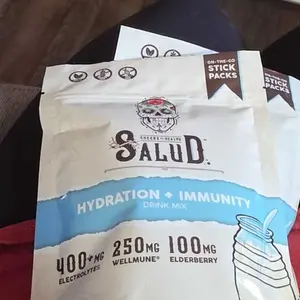 ON-THE-GO
STICK
PACKS
CHEERS TO HEALTH
SALUD
HYDRATION + IMMUNITY
DRINK MIX
400+MG
ELECTROLYTES
250MG
WELLMUNE®
100MG
ELDERBERRY